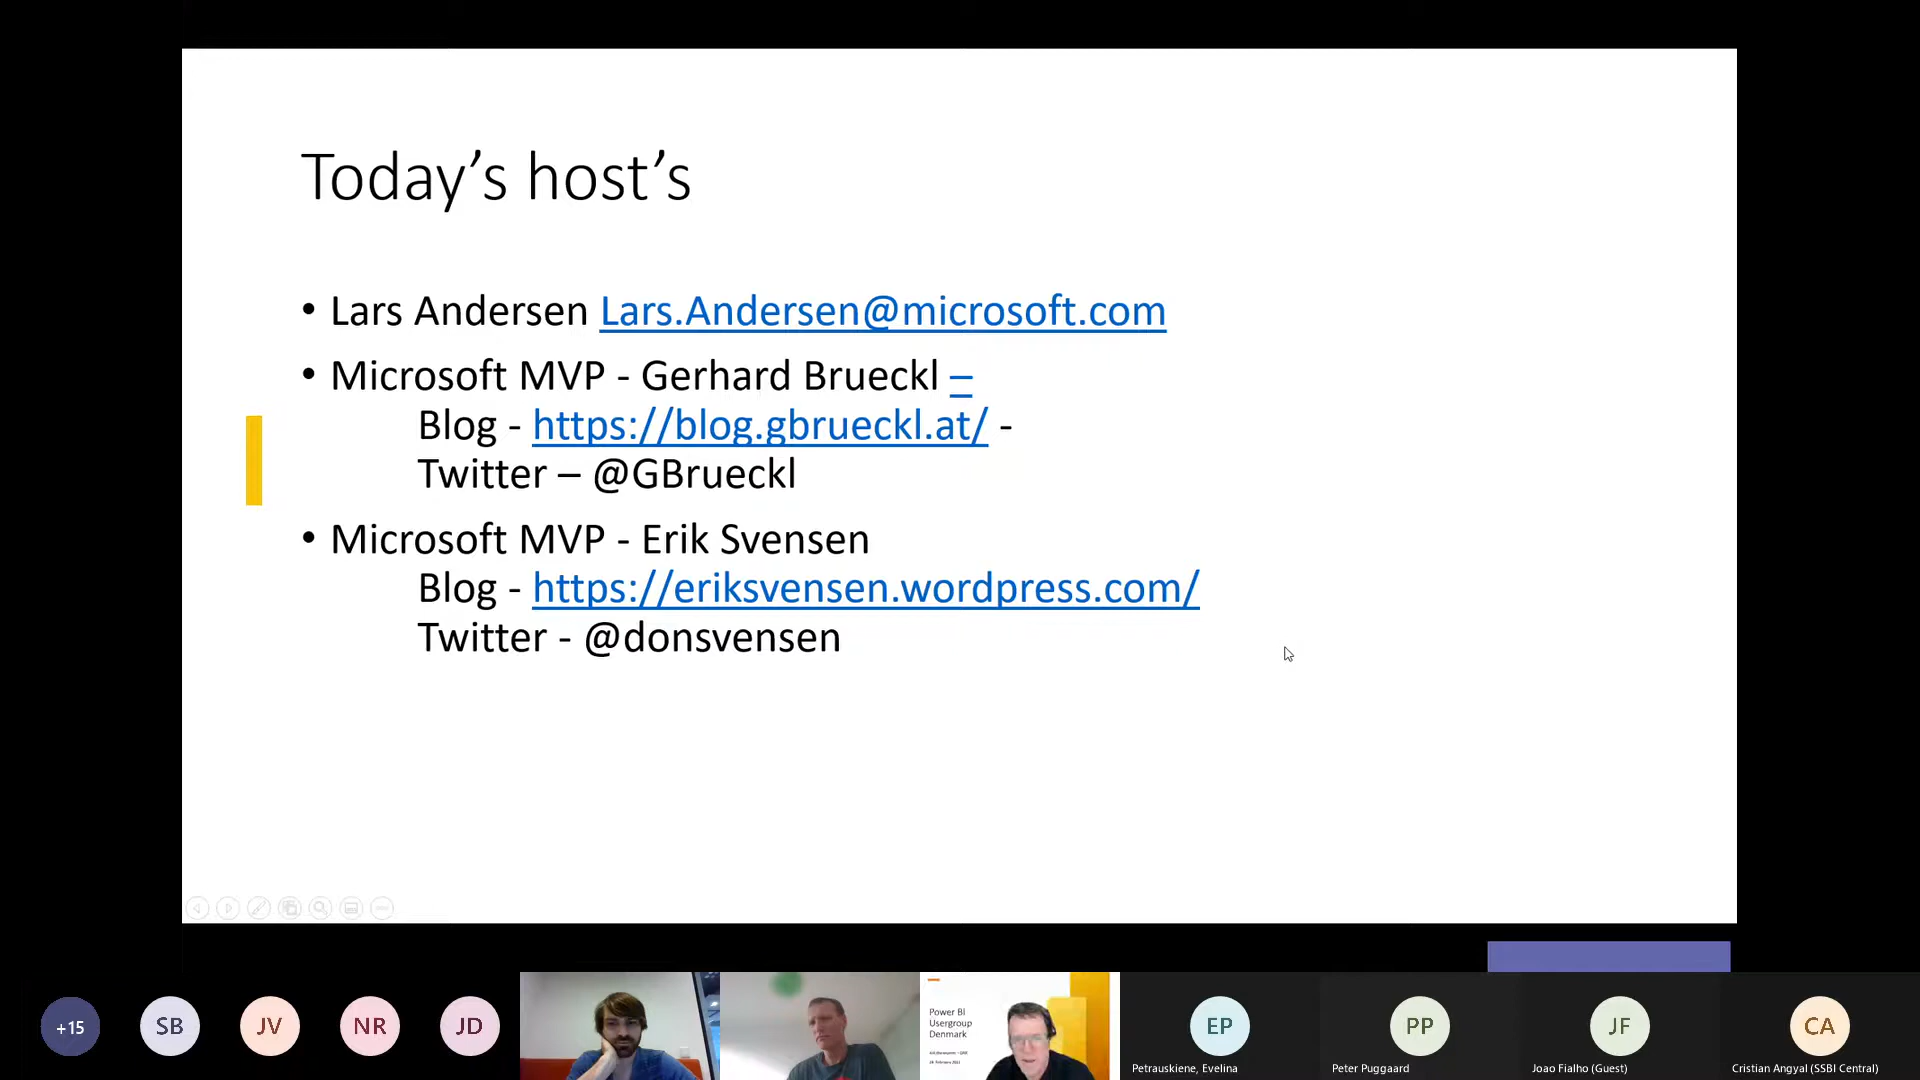 Today’s host’s
• Lars Andersen Lars.Andersen@microsoft.com
• Microsoft MVP - Gerhard Brueckl –
Blog - https://blog.gbrueckl.at/ -
Twitter – @GBrueckl
• Microsoft MVP - Erik Svensen
Blog - https://eriksvensen.wordpress.com/
Twitter - @donsvensen
+15
SB
JV
NR
JD
Power BI
Usergroup
Denmark
EP
Petrauskiene, Evelina
PP
Peter Puggaard
JF
Joao Fialho (Guest)
CA
Cristian Angyal (SSBI Central)